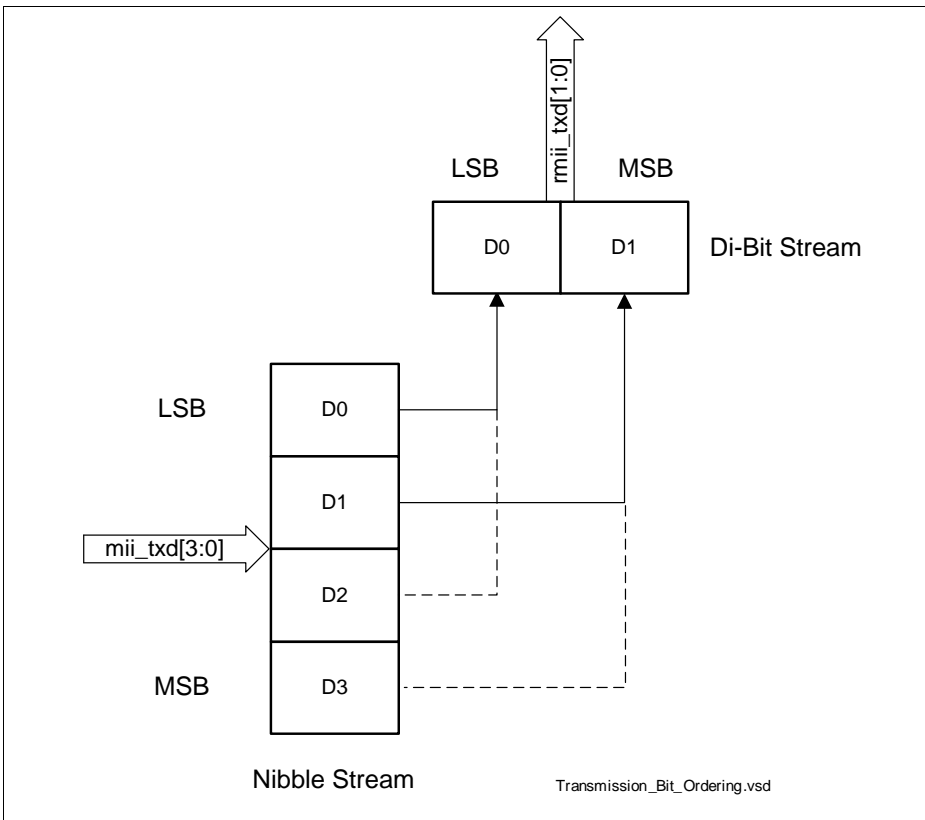 rmii_txd[1:0]
LSB
MSB
D0
D1
Di-Bit Stream
LSB
D0
D1
mii_txd[3:0]
D2
MSB
D3
Nibble Stream
Transmission_Bit_Ordering.vsd